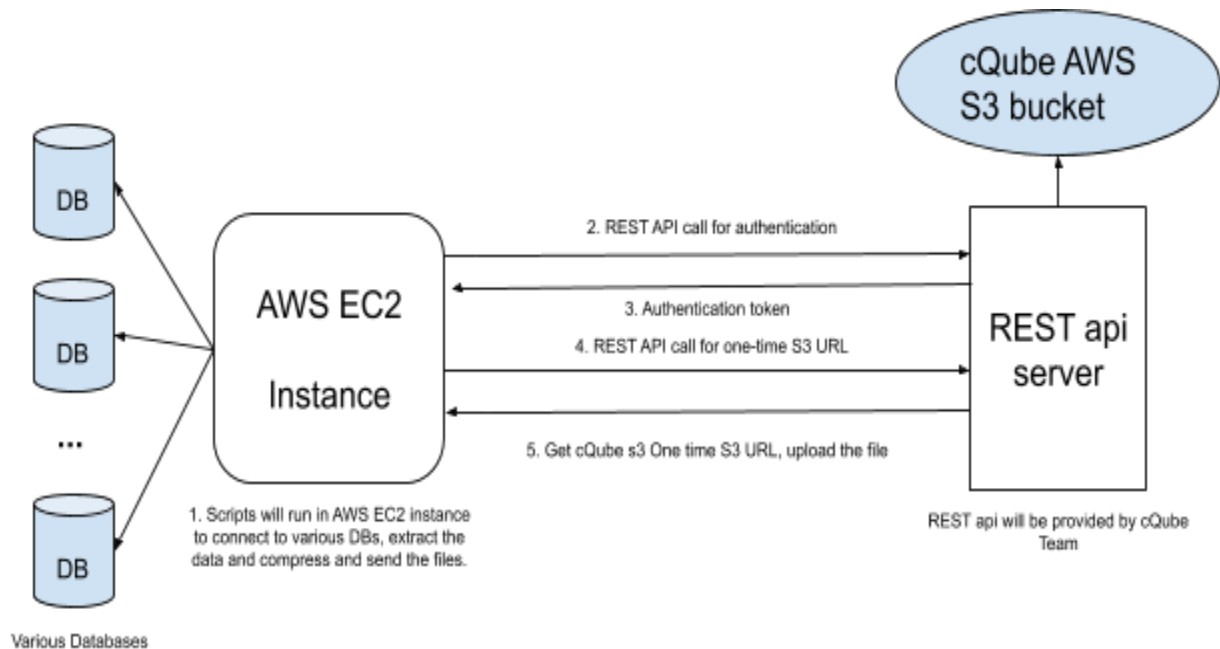 cQube AWS
S3 bucket
DB
2. REST API call for authentication
AWS EC2
Instance
3. Authentication token
DB
4. REST API call for one-time S3 URL
REST api
server
...
5. Get cQube s3 One time S3 URL, upload the file
DB
1. Scripts will run in AWS EC2 instance
to connect to various DBs, extract the
data and compress and send the files.
REST api will be provided by cQube
Team
Various Databases